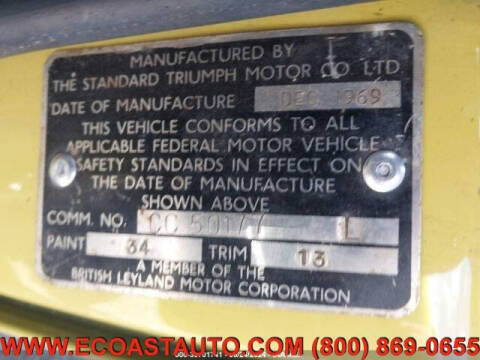 MANUFACTURED BY
THE STANDARD TRIUMPH MOTOR CO LTD
DATE OF MANUFACTURE DEC 1969
THIS VEHICLE CONFORMS TO ALL
APPLICABLE FEDERAL MOTOR VEHICLE
SAFETY STANDARDS IN EFFECT ON
THE DATE OF MANUFACTURE
SHOWN ABOVE
COMM. NO. CC 50177 L
PAINT 34 TRIM 13
A MEMBER OF THE
BRITISH LEYLAND MOTOR CORPORATION
www.ECOASTAUTO.COM (800) 869-0655